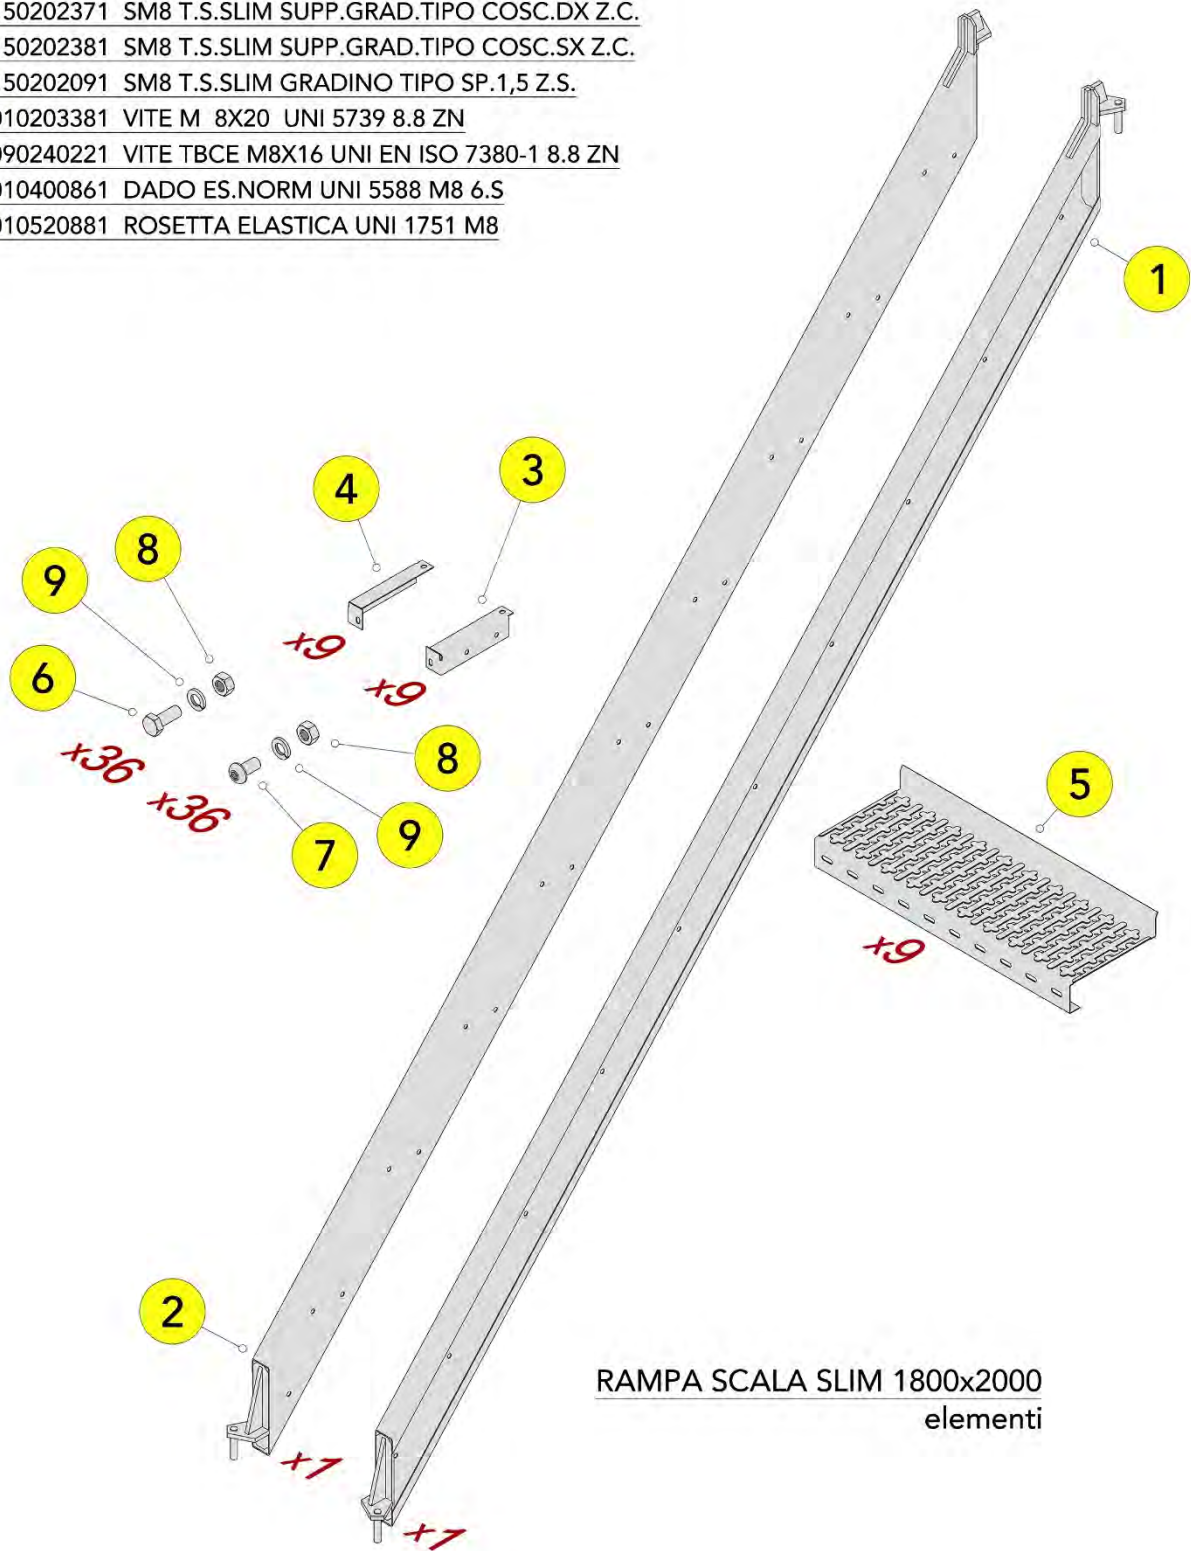 50202371 SM8 T.S.SLIM SUPP.GRAD.TIPO COSC.DX Z.C.
50202381 SM8 T.S.SLIM SUPP.GRAD.TIPO COSC.SX Z.C.
50202091 SM8 T.S.SLIM GRADINO TIPO SP.1,5 Z.S.
010203381 VITE M 8X20 UNI 5739 8.8 ZN
090240221 VITE TBCE M8X16 UNI EN ISO 7380-1 8.8 ZN
010400861 DADO ES.NORM UNI 5588 M8 6.S
010520881 ROSETTA ELASTICA UNI 1751 M8
1
3
4
8
9
x9
6
x9
8
x36
5
x36
9
7
x9
2
RAMPA SCALA SLIM 1800x2000
elementi
x1
x1